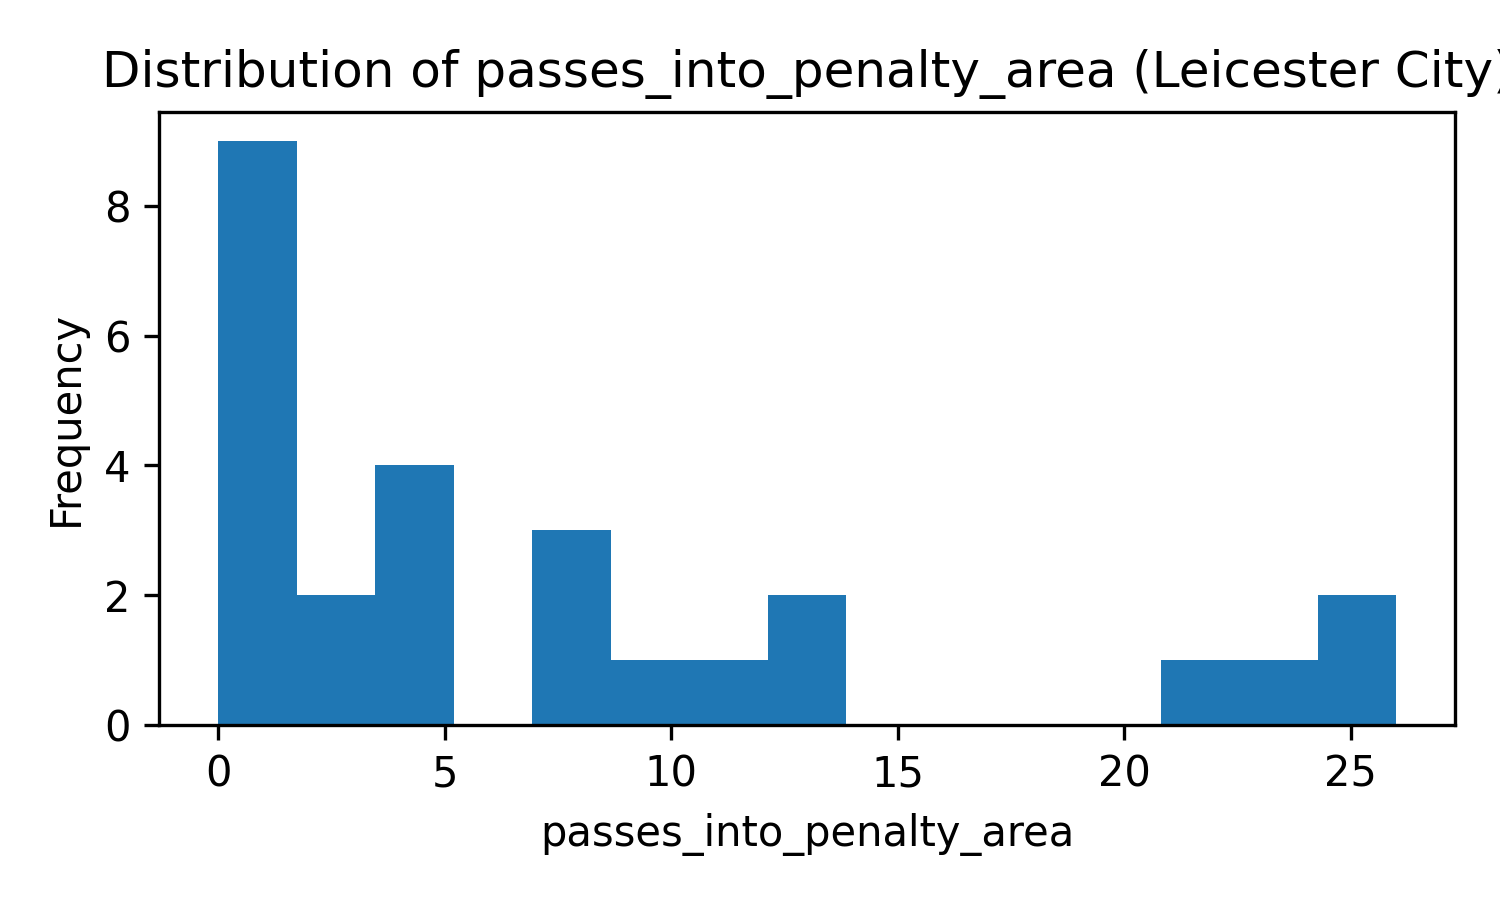 Distribution of passes_into_penalty_area (Leicester City)
Frequency
8
6
4
2
0
0 5 10 15 20 25
passes_into_penalty_area